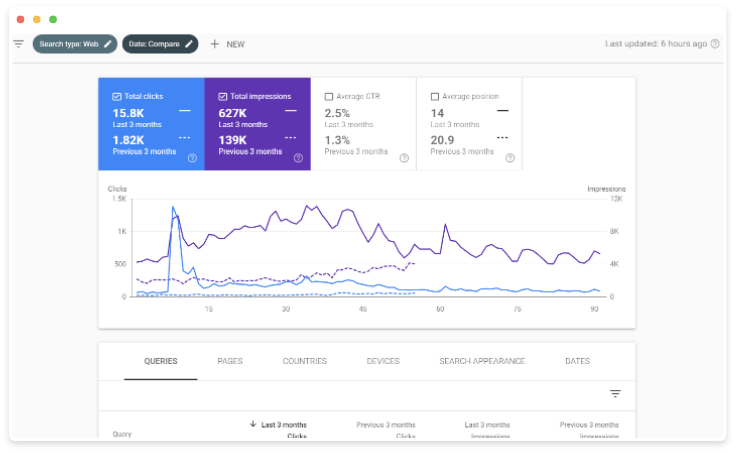 Search type: Web Date: Compare + NEW Last updated: 6 hours ago
Total clicks Total impressions Average CTR Average position
15.8K 627K 2.5% 14
Last 3 months Last 3 months Last 3 months Last 3 months
1.82K 139K 1.3% 20.9
Previous 3 months Previous 3 months Previous 3 months Previous 3 months
Clicks Impressions
1.5K 12K
1K 8K
500 4K
0 0
15 30 45 60 75 90
QUERIES PAGES COUNTRIES DEVICES SEARCH APPEARANCE DATES
Last 3 months Previous 3 months Last 3 months Previous 3 months
Query Clicks Clicks Impressions Impressions